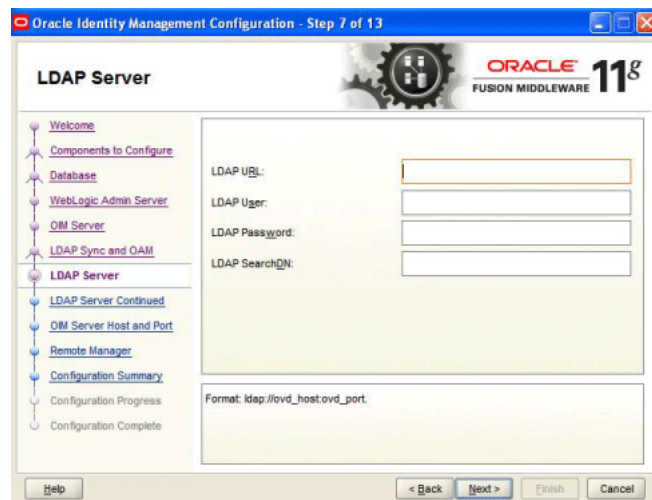 Oracle Identity Management Configuration - Step 7 of 13
LDAP Server
ORACLE
FUSION MIDDLEWARE 11g
Welcome
Components to Configure
Database
WebLogic Admin Server
OIM Server
LDAP Sync and OAM
LDAP Server
LDAP Server Continued
OIM Server Host and Port
Remote Manager
Configuration Summary
Configuration Progress
Configuration Complete
LDAP URL:
LDAP User:
LDAP Password:
LDAP SearchDN:
Format: ldap://ovd_host:ovd_port.
Help
< Back
Next >
Finish
Cancel